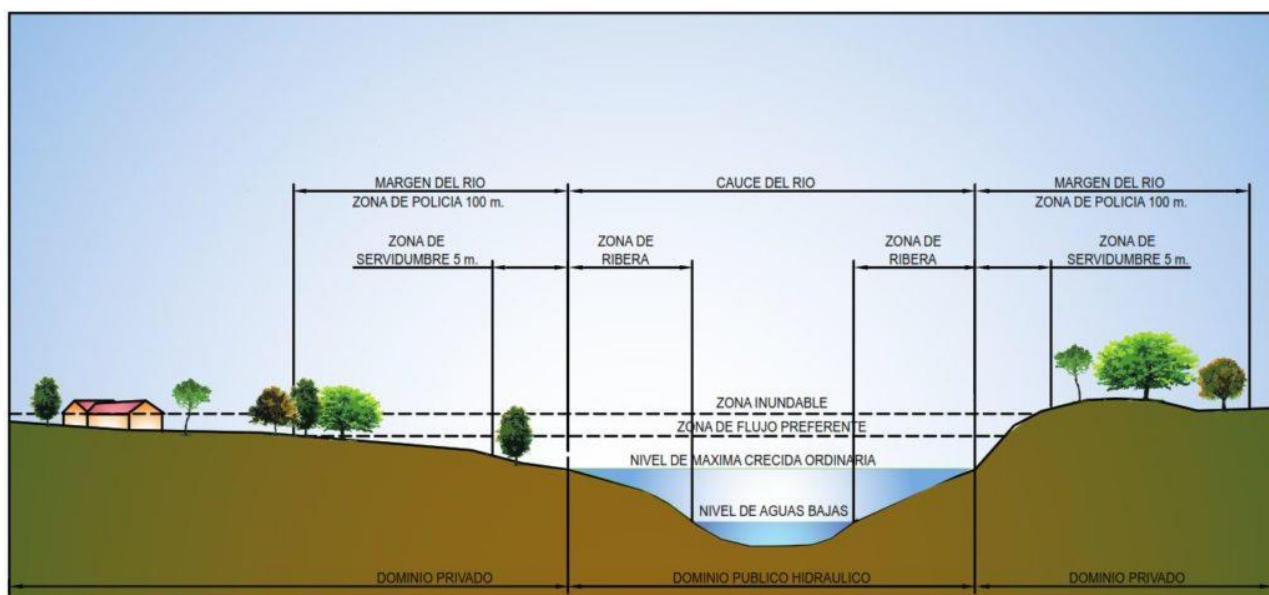 MARGEN DEL RIO
ZONA DE POLICIA 100 m.
CAUCE DEL RIO
MARGEN DEL RIO
ZONA DE POLICIA 100 m.
ZONA DE
SERVIDUMBRE 5 m.
ZONA DE
RIBERA
ZONA DE
RIBERA
ZONA DE
SERVIDUMBRE 5 m.
ZONA INUNDABLE
ZONA DE FLUJO PREFERENTE
NIVEL DE MAXIMA CRECIDA ORDINARIA
NIVEL DE AGUAS BAJAS
DOMINIO PRIVADO
DOMINIO PUBLICO HIDRAULICO
DOMINIO PRIVADO